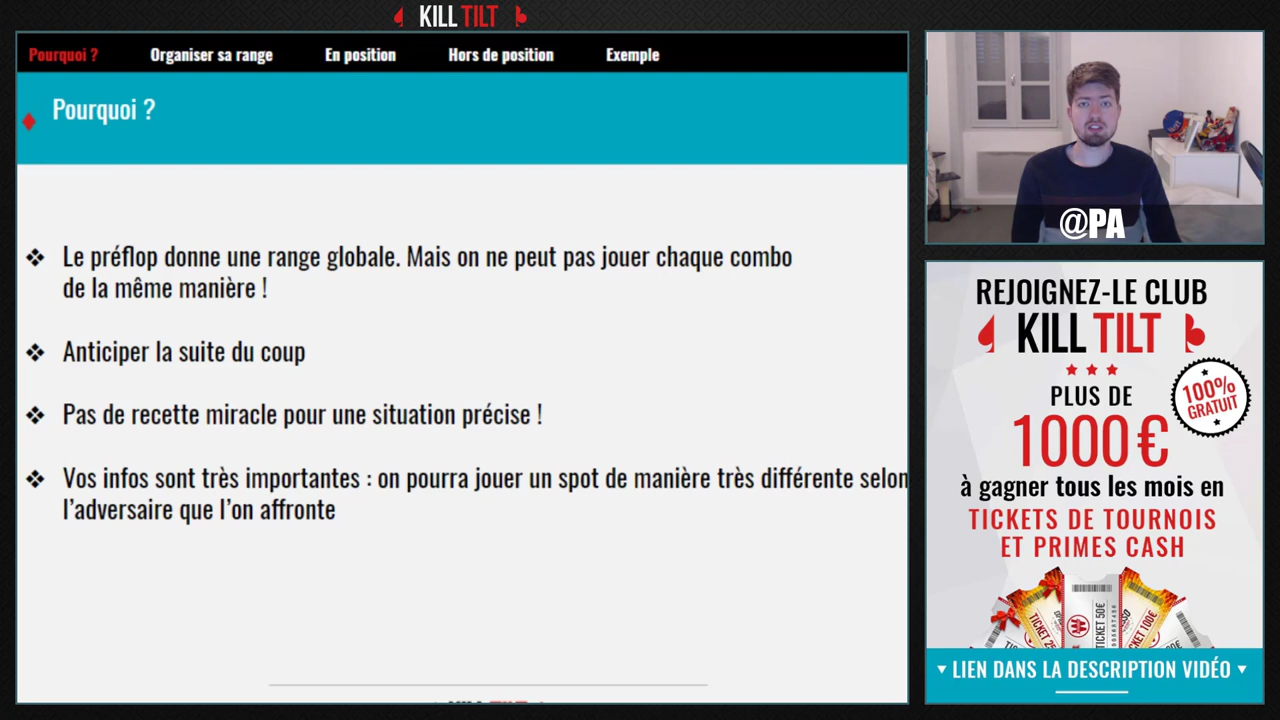 KILL TILT
Pourquoi ? Organiser sa range En position Hors de position Exemple
Pourquoi ?
Le préflop donne une range globale. Mais on ne peut pas jouer chaque combo
de la même manière !
Anticiper la suite du coup
Pas de recette miracle pour une situation précise !
Vos infos sont très importantes : on pourra jouer un spot de manière très différente selon
l'adversaire que l'on affronte
@PA
REJOIGNEZ-LE CLUB
KILL TILT
PLUS DE
100%
GRATUIT
1000 €
à gagner tous les mois en
TICKETS DE TOURNOIS
ET PRIMES CASH
TICKET 50€
TICKET 100€
LIEN DANS LA DESCRIPTION VIDÉO